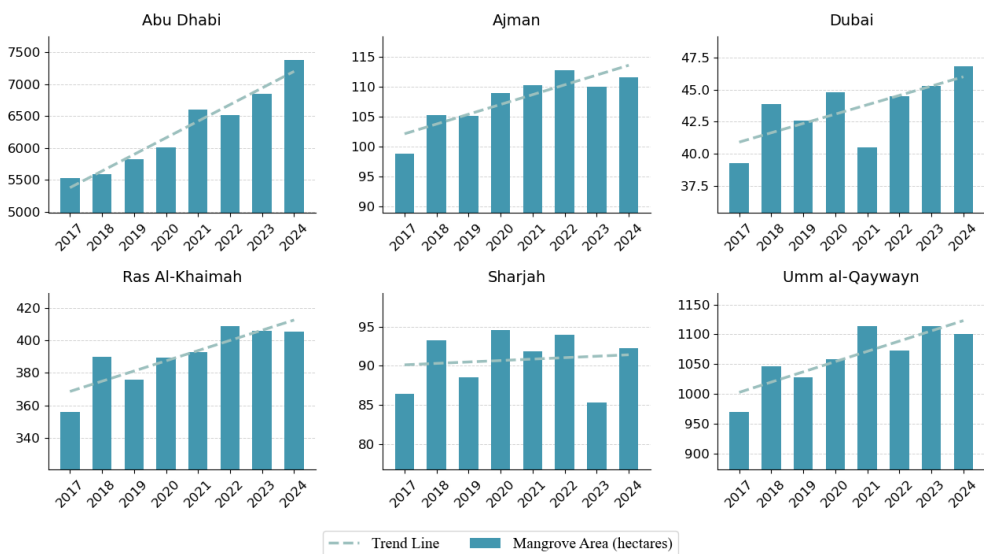 Abu Dhabi
7500
7000
6500
6000
5500
5000
2017 2018 2019 2020 2021 2022 2023 2024
Ajman
115
110
105
100
95
90
2017 2018 2019 2020 2021 2022 2023 2024
Dubai
47.5
45.0
42.5
40.0
37.5
2017 2018 2019 2020 2021 2022 2023 2024
Ras Al-Khaimah
420
400
380
360
340
2017 2018 2019 2020 2021 2022 2023 2024
Sharjah
95
90
85
80
2017 2018 2019 2020 2021 2022 2023 2024
Umm al-Qaywayn
1150
1100
1050
1000
950
900
2017 2018 2019 2020 2021 2022 2023 2024
Trend Line Mangrove Area (hectares)